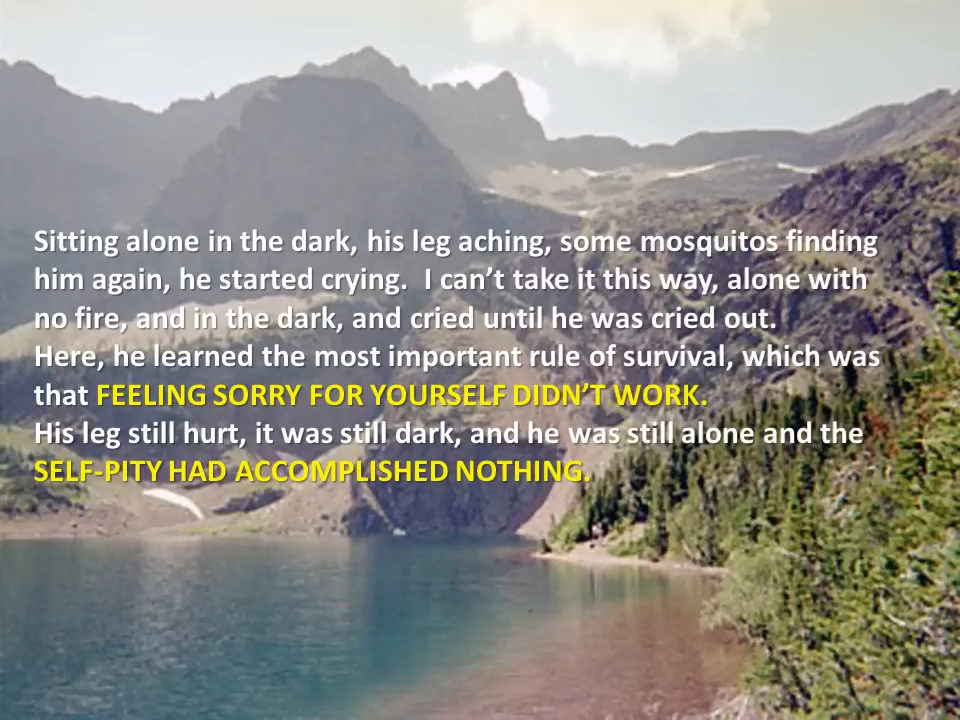 Sitting alone in the dark, his leg aching, some mosquitos finding
him again, he started crying.  I can’t take it this way, alone with
no fire, and in the dark, and cried until he was cried out.
Here, he learned the most important rule of survival, which was
that FEELING SORRY FOR YOURSELF DIDN’T WORK.
His leg still hurt, it was still dark, and he was still alone and the
SELF-PITY HAD ACCOMPLISHED NOTHING.